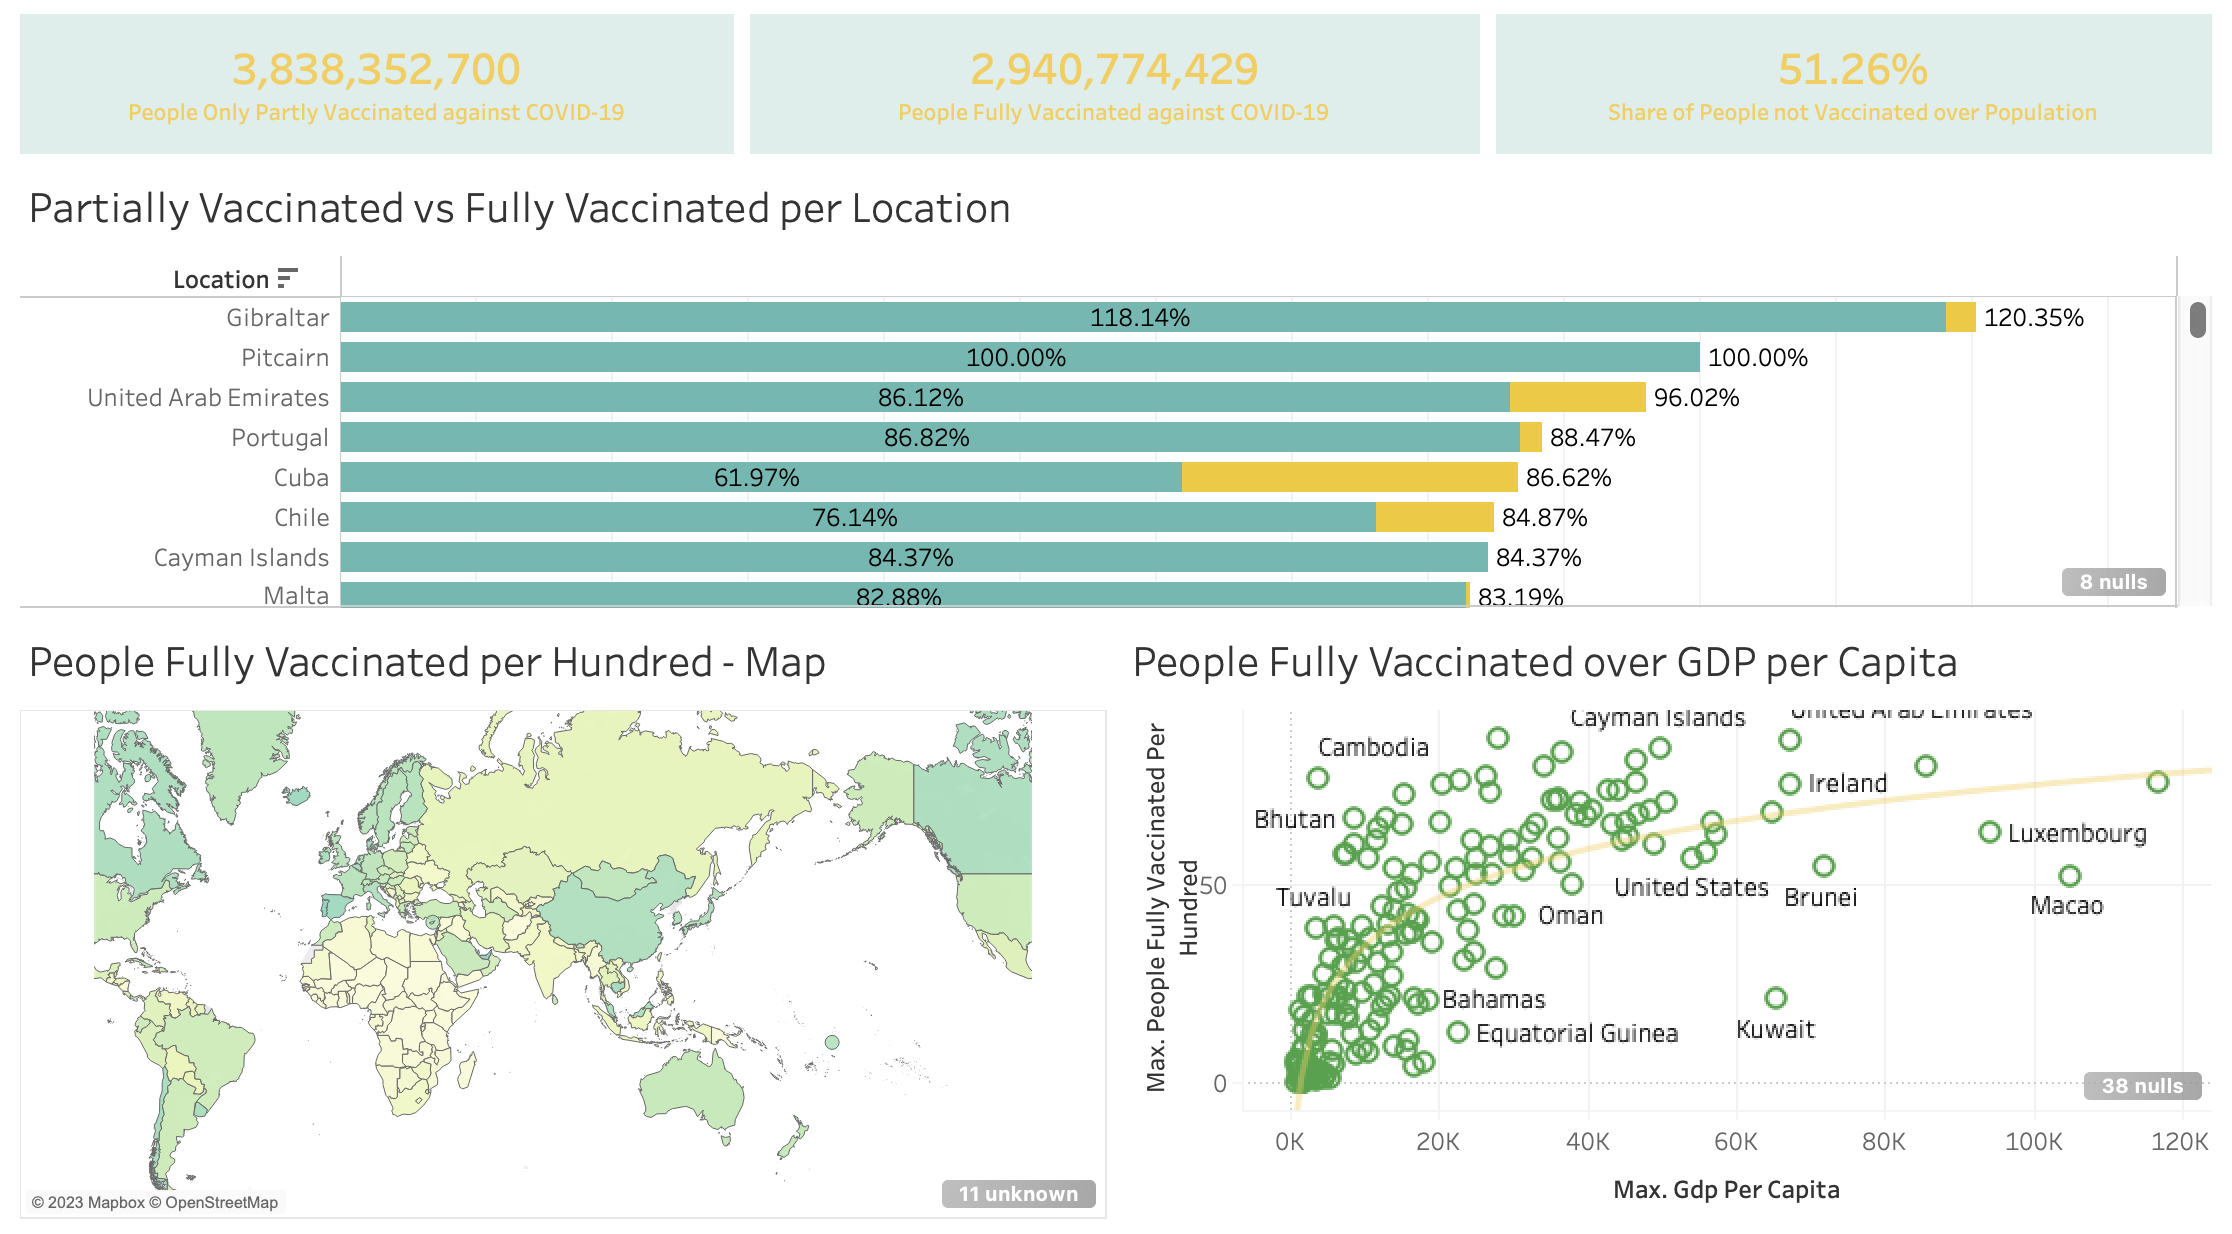 3,838,352,700
People Only Partly Vaccinated against COVID-19
2,940,774,429
People Fully Vaccinated against COVID-19
51.26%
Share of People not Vaccinated over Population
Partially Vaccinated vs Fully Vaccinated per Location
Location
Gibraltar 118.14% 120.35%
Pitcairn 100.00% 100.00%
United Arab Emirates 86.12% 96.02%
Portugal 86.82% 88.47%
Cuba 61.97% 86.62%
Chile 76.14% 84.87%
Cayman Islands 84.37% 84.37%
Malta 82.88% 83.19%
8 nulls
People Fully Vaccinated per Hundred - Map
© 2023 Mapbox © OpenStreetMap
11 unknown
People Fully Vaccinated over GDP per Capita
Max. People Fully Vaccinated Per
Hundred
50
0
Cayman Islands
United Arab Emirates
Cambodia
Ireland
Bhutan
Luxembourg
United States
Tuvalu
Brunei
Macao
Oman
Bahamas
Equatorial Guinea
Kuwait
38 nulls
0K 20K 40K 60K 80K 100K 120K
Max. Gdp Per Capita